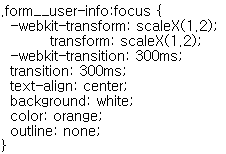 .form__user-info:focus {
-webkit-transform: scaleX(1,2);
transform: scaleX(1,2);
-webkit-transition: 300ms;
transition: 300ms;
text-align: center;
background: white;
color: orange;
outline: none;
}